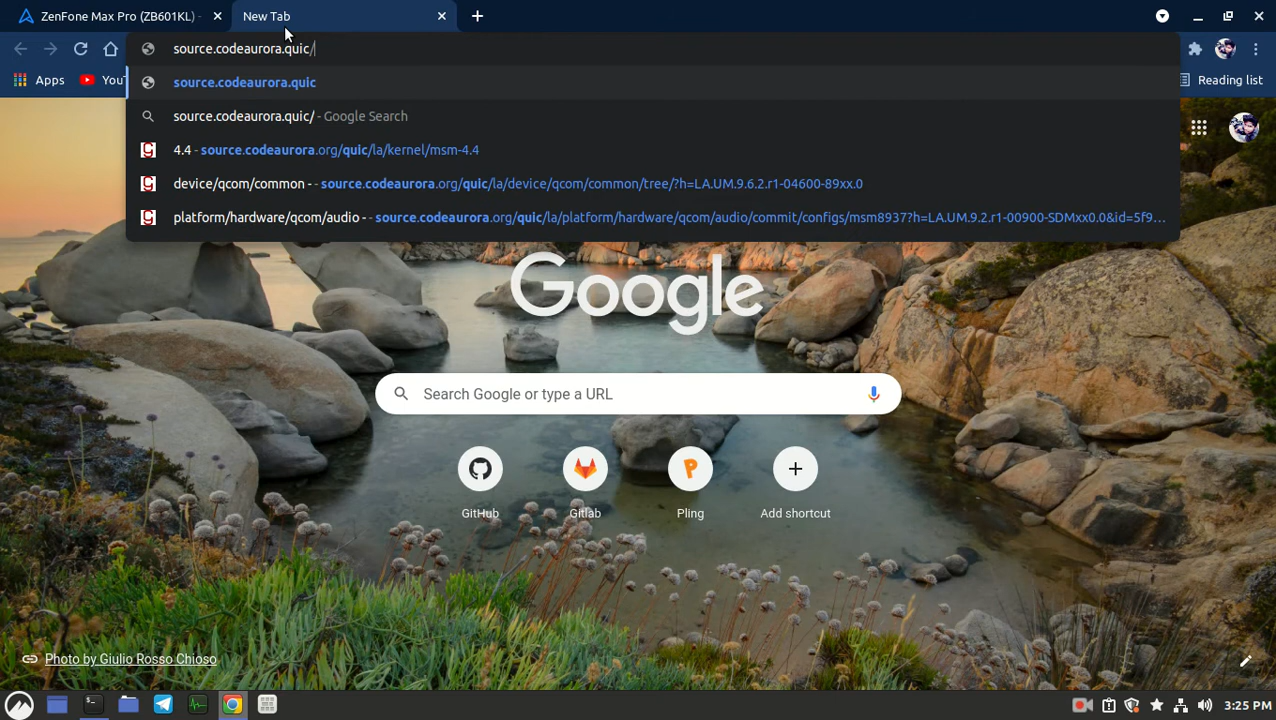 ZenFone Max Pro (ZB601KL) -
New Tab
source.codeaurora.quic/
Apps
You
Reading list
source.codeaurora.quic
source.codeaurora.quic/ - Google Search
4.4 - source.codeaurora.org/quic/la/kernel/msm-4.4
device/qcom/common - - source.codeaurora.org/quic/la/device/qcom/common/tree/?h=LA.UM.9.6.2.r1-04600-89xx.0
platform/hardware/qcom/audio - - source.codeaurora.org/quic/la/platform/hardware/qcom/audio/commit/configs/msm8937?h=LA.UM.9.2.r1-00900-SDMxx0.0&id=5f9...
Google
Search Google or type a URL
GitHub
Gitlab
Pling
Add shortcut
Photo by Giulio Rosso Chioso
3:25 PM